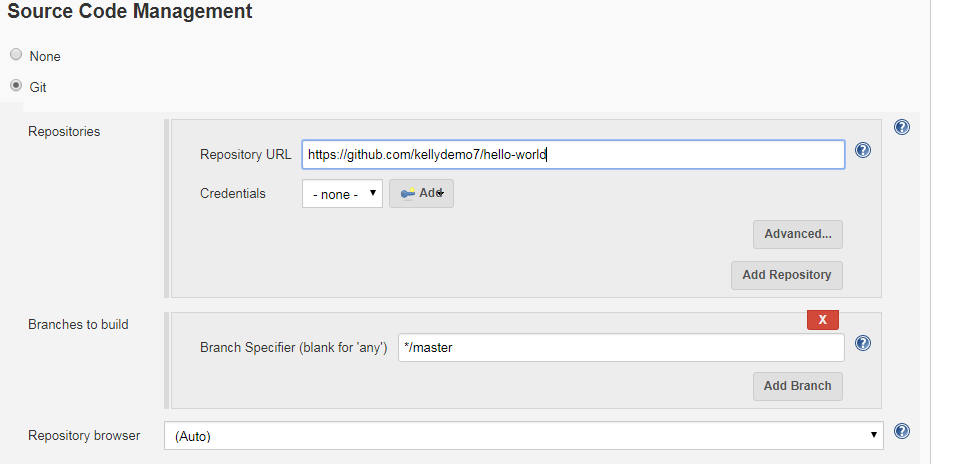 Source Code Management
None
Git
Repositories
Repository URL https://github.com/kellydemo7/hello-world
Credentials - none - Add
Advanced...
Add Repository
Branches to build X
Branch Specifier (blank for 'any') */master
Add Branch
Repository browser (Auto)